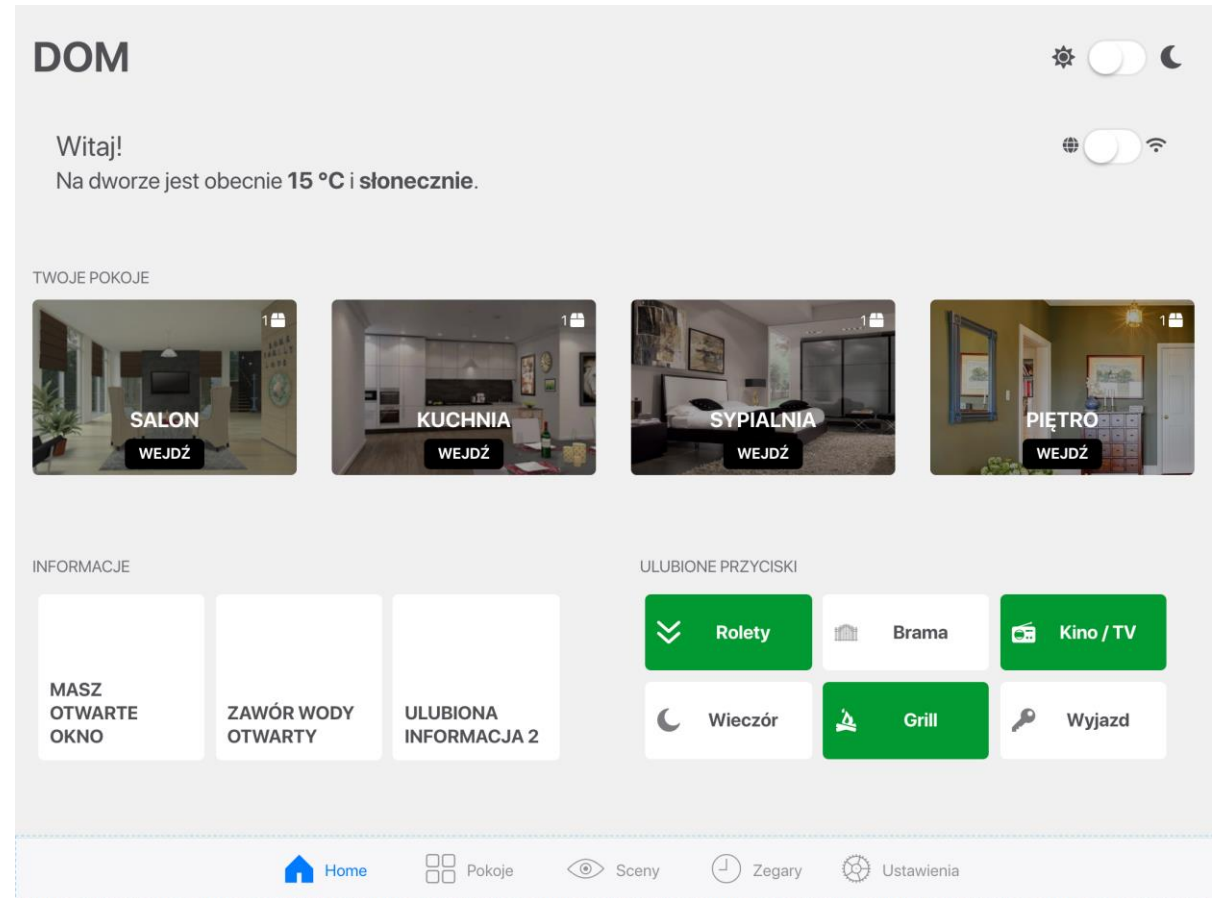 DOM
Witaj!
Na dworze jest obecnie 15 °C i słonecznie.
TWOJE POKOJE
1
1
1
1
SALON
WEJDŹ
KUCHNIA
WEJDŹ
SYPIALNIA
WEJDŹ
PIĘTRO
WEJDŹ
INFORMACJE
MASZ
OTWARTE
OKNO
ZAWÓR WODY
OTWARTY
ULUBIONA
INFORMACJA 2
ULUBIONE PRZYCISKI
Rolety
Brama
Kino / TV
Wieczór
Grill
Wyjazd
Home
Pokoje
Sceny
Zegary
Ustawienia